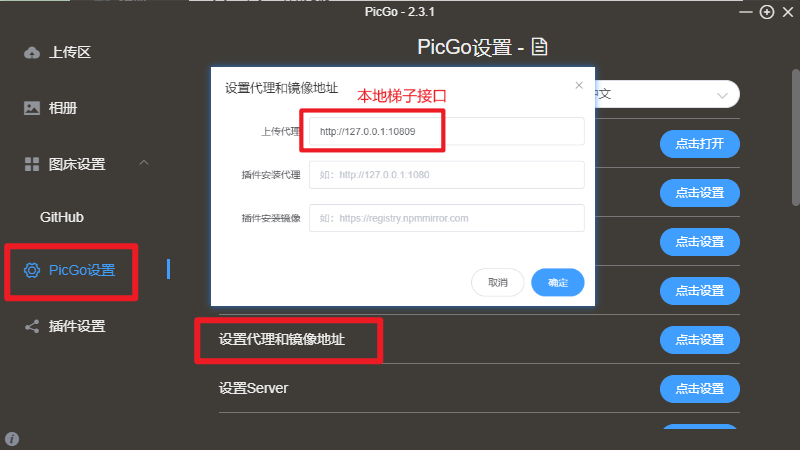 PicGo - 2.3.1
上传区
相册
图床设置
GitHub
PicGo设置
插件设置
PicGo设置 -
中文
点击打开
点击设置
点击设置
点击设置
设置代理和镜像地址
点击设置
设置Server
点击设置
设置代理和镜像地址
本地梯子接口
上传代理
http://127.0.0.1:10809
插件安装代理
如：http://127.0.0.1:1080
插件安装镜像
如：https://registry.npmmirror.com
取消
确定